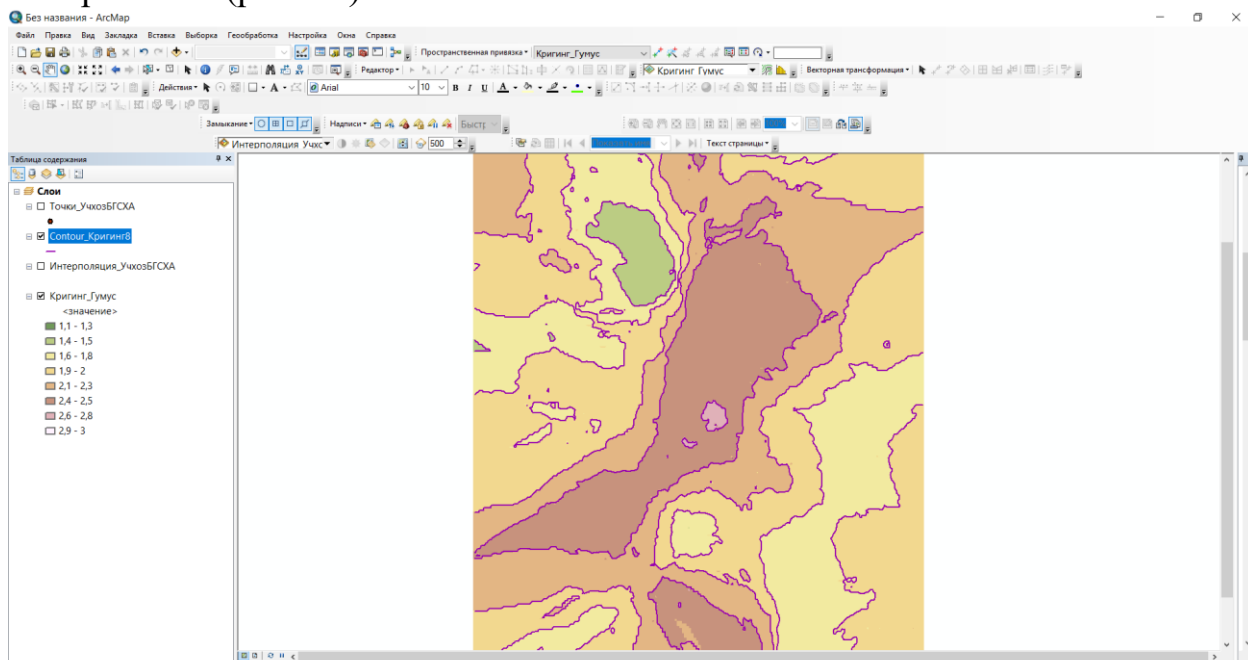 Без названия - ArcMap
Файл Правка Вид Закладка Вставка Выборка Геообработка Настройка Окна Справка
Пространственная привязка Кригинг_Гумус
Редактор Кригинг Гумус Векторная трансформация
Действия A Arial 10 B I U A
Замыкание Надписи Быстр
Интерполяция Учхс 500 Текст страницы
Таблица содержания
Слои
Точки_УчхозБГСХА
Contour_Кригинг8
Интерполяция_УчхозБГСХА
Кригинг_Гумус
<значение>
1,1 - 1,3
1,4 - 1,5
1,6 - 1,8
1,9 - 2
2,1 - 2,3
2,4 - 2,5
2,6 - 2,8
2,9 - 3